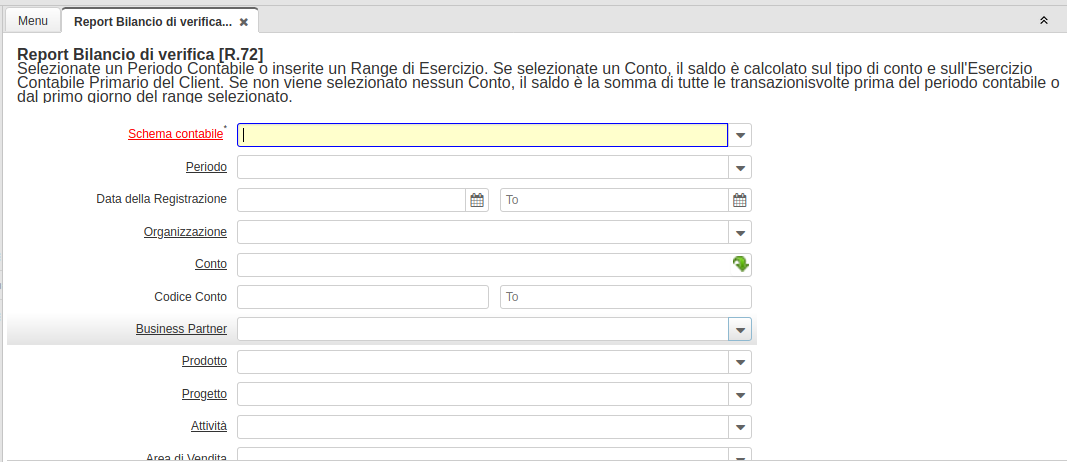 Menu
Report Bilancio di verifica...
Report Bilancio di verifica [R.72]
Selezionate un Periodo Contabile o inserite un Range di Esercizio. Se selezionate un Conto, il saldo è calcolato sul tipo di conto e sull'Esercizio
Contabile Primario del Client. Se non viene selezionato nessun Conto, il saldo è la somma di tutte le transazionisvolte prima del periodo contabile o
dal primo giorno del range selezionato.
Schema contabile*
Periodo
Data della Registrazione To
Organizzazione
Conto
Codice Conto To
Business Partner
Prodotto
Progetto
Attività
Area di Vendita